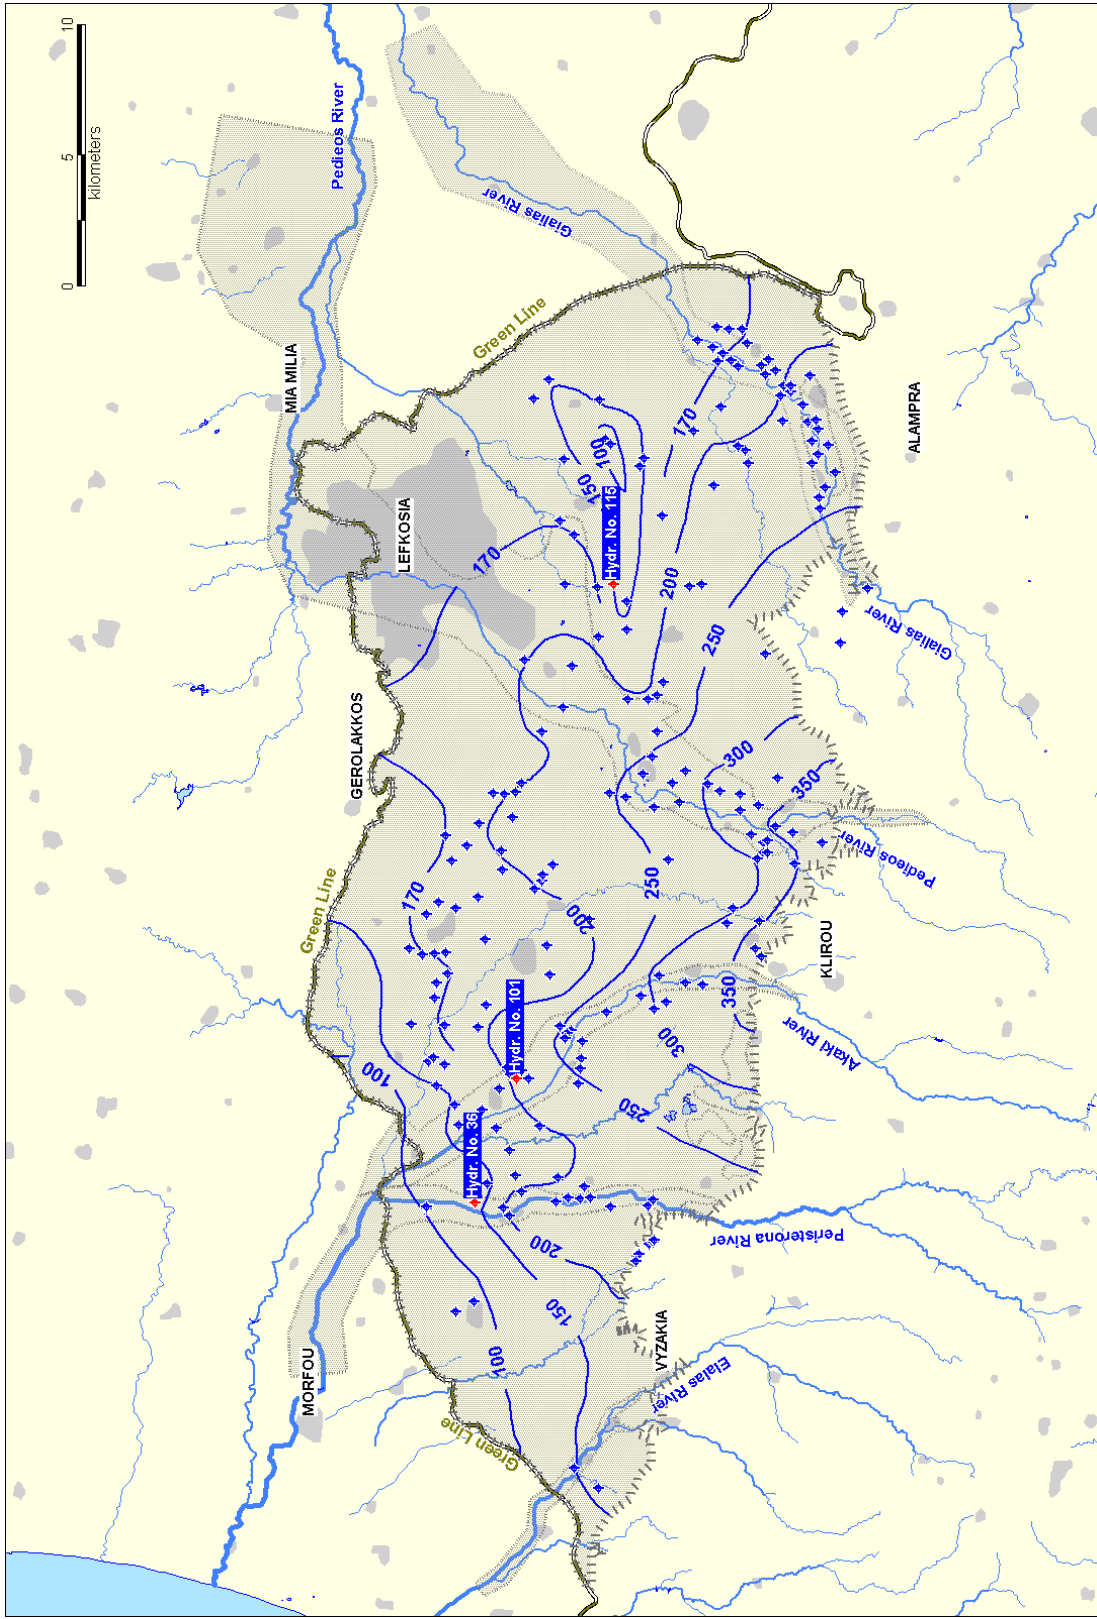 0
5
10
kilometers
MIA MILIA
Pedieos River
MORFOU
Green Line
GEROLAKKOS
100
LEFKOSIA
170
Green Line
Green Line
Hydr. No. 36
170
Gialias River
100
Hydr. No. 101
150
200
200
150
100
Hydr. No. 116
VYZAKIA
250
250
Elalas River
300
200
170
Peristerona River
350
250
300
350
KLIROU
Akaki River
Pedieos River
Gialias River
ALAMPRA